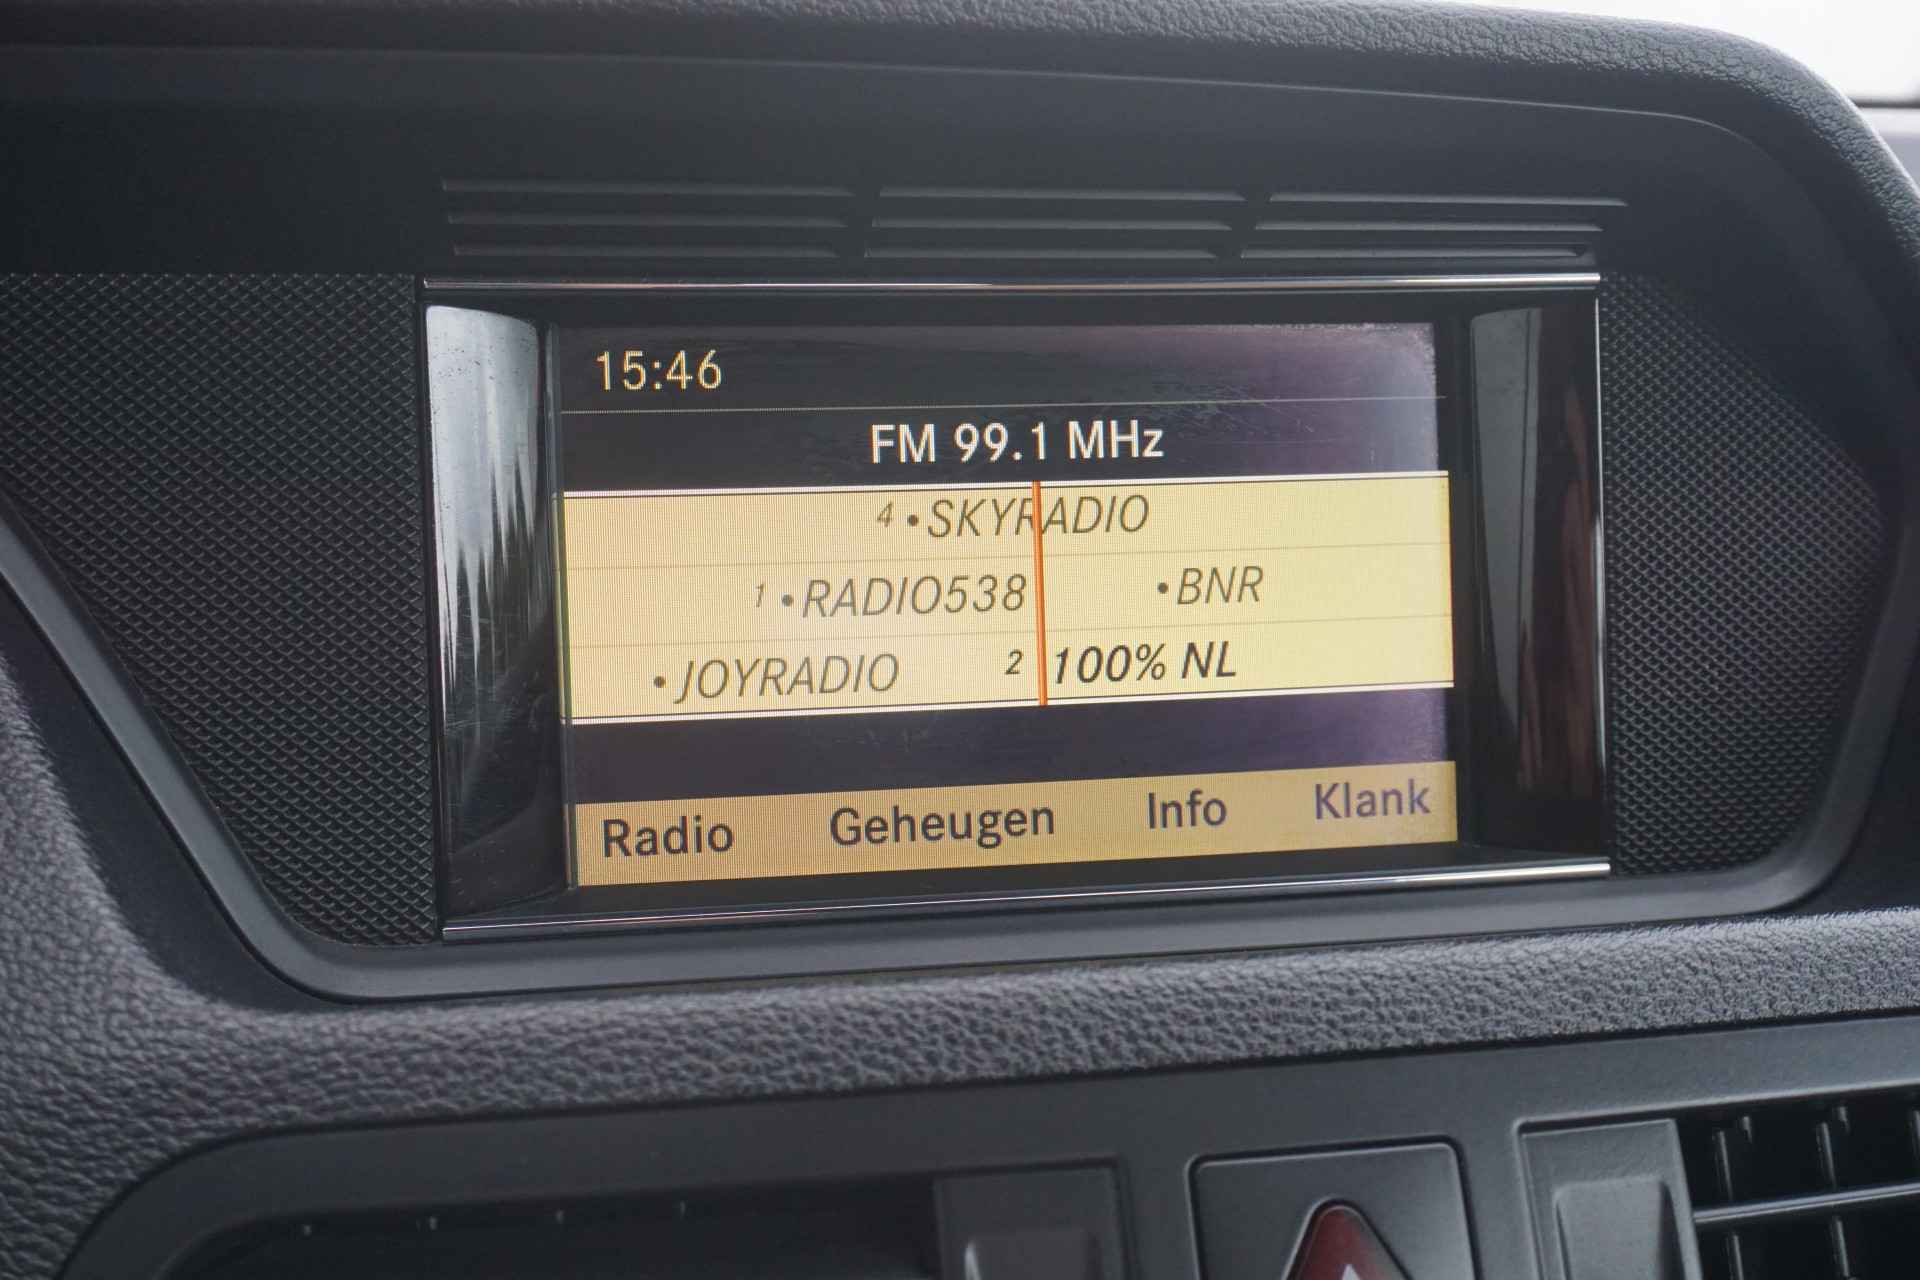 15:46
FM 99.1 MHz
4 •SKYRADIO
1 •RADIO538 •BNR
•JOYRADIO 2 100% NL
Radio Geheugen Info Klank